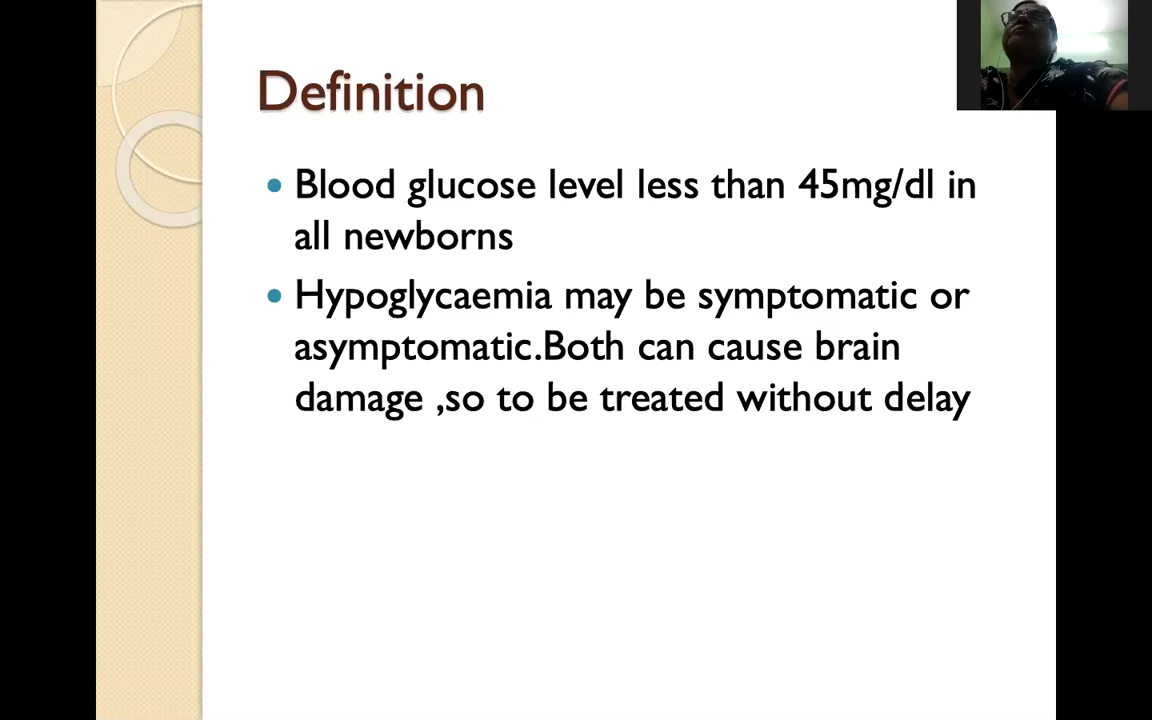 Definition
Blood glucose level less than 45mg/dl in
all newborns
Hypoglycaemia may be symptomatic or
asymptomatic.Both can cause brain
damage ,so to be treated without delay